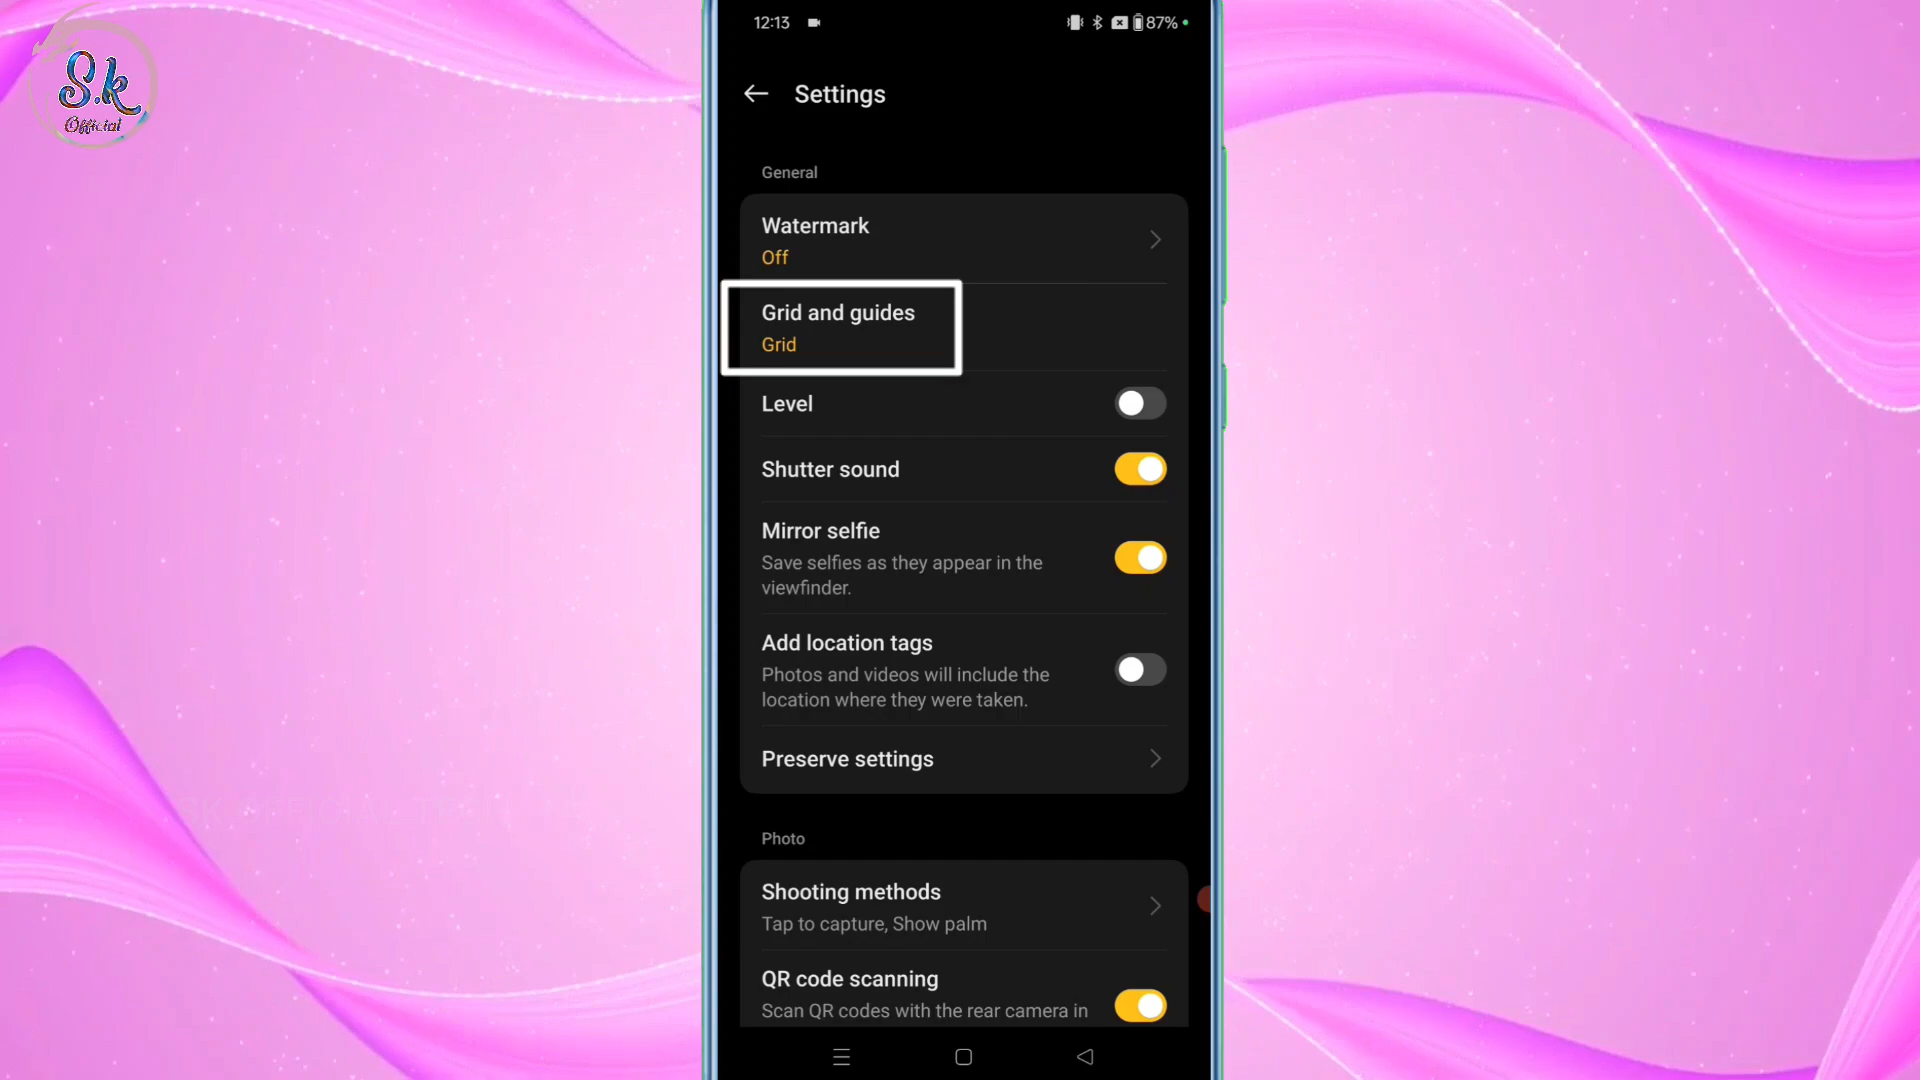 S.k
Official
12:13
87%
Settings
General
Watermark
Off
Grid and guides
Grid
Level
Shutter sound
Mirror selfie
Save selfies as they appear in the
viewfinder.
Add location tags
Photos and videos will include the
location where they were taken.
Preserve settings
Photo
Shooting methods
Tap to capture, Show palm
QR code scanning
Scan QR codes with the rear camera in